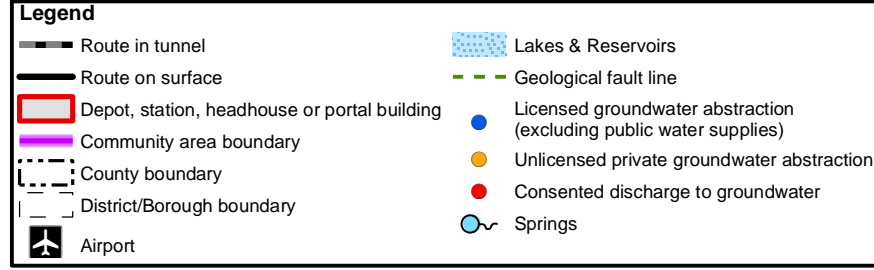 Legend
Route in tunnel
Route on surface
Depot, station, headhouse or portal building
Community area boundary
County boundary
District/Borough boundary
Airport
Lakes & Reservoirs
Geological fault line
Licensed groundwater abstraction
(excluding public water supplies)
Unlicensed private groundwater abstraction
Consented discharge to groundwater
Springs